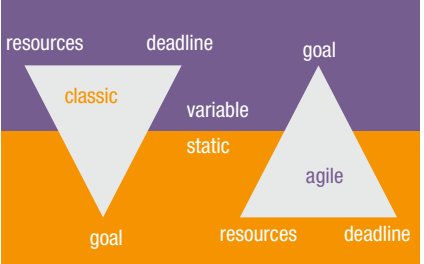 resources deadline
classic
goal
variable
static
goal
agile
resources deadline